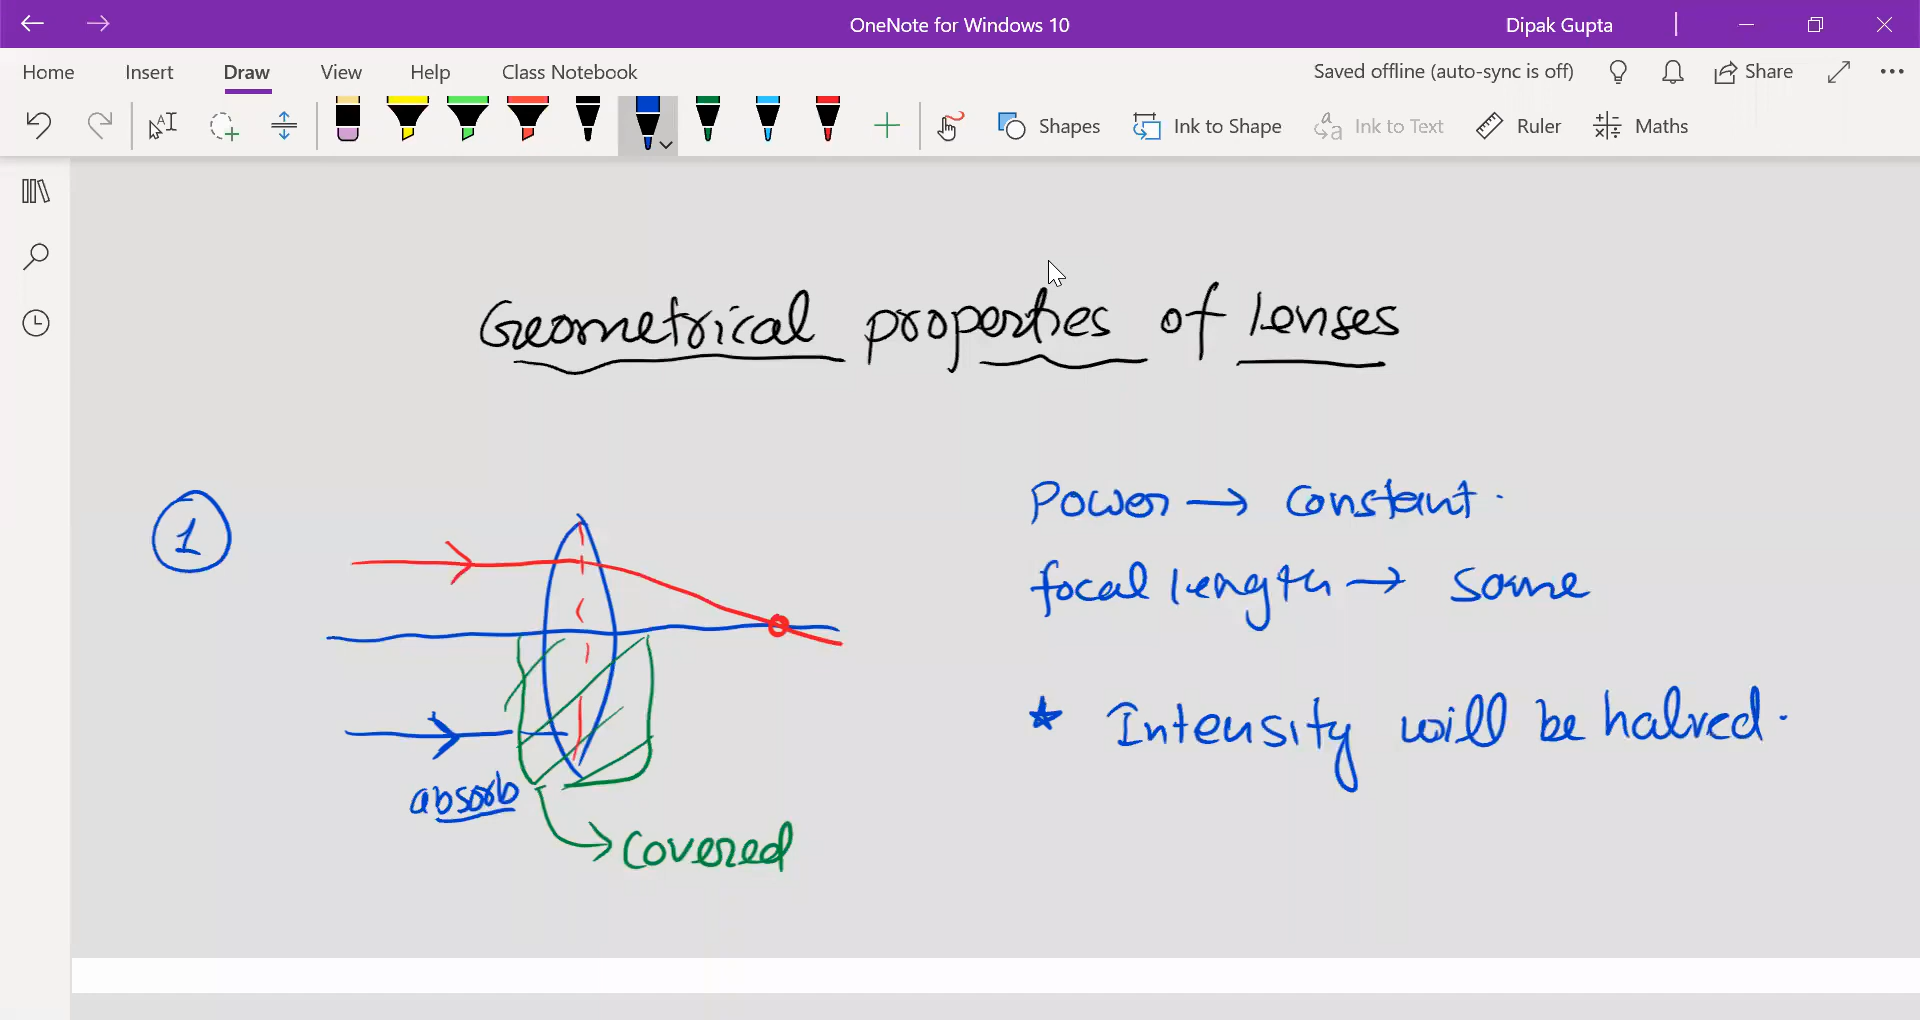 OneNote for Windows 10
Dipak Gupta
Home Insert Draw View Help Class Notebook
Saved offline (auto-sync is off) Share
Shapes Ink to Shape Ink to Text Ruler Maths
Geometrical properties of lenses
1
Power → constant.
focal length → same
* Intensity will be halved.
absorb
→ covered